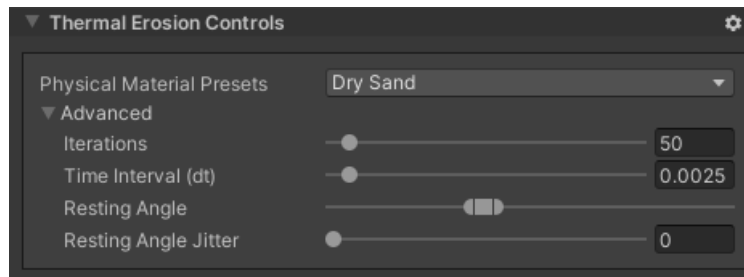 Thermal Erosion Controls
Physical Material Presets Dry Sand
Advanced
Iterations 50
Time Interval (dt) 0.0025
Resting Angle
Resting Angle Jitter 0